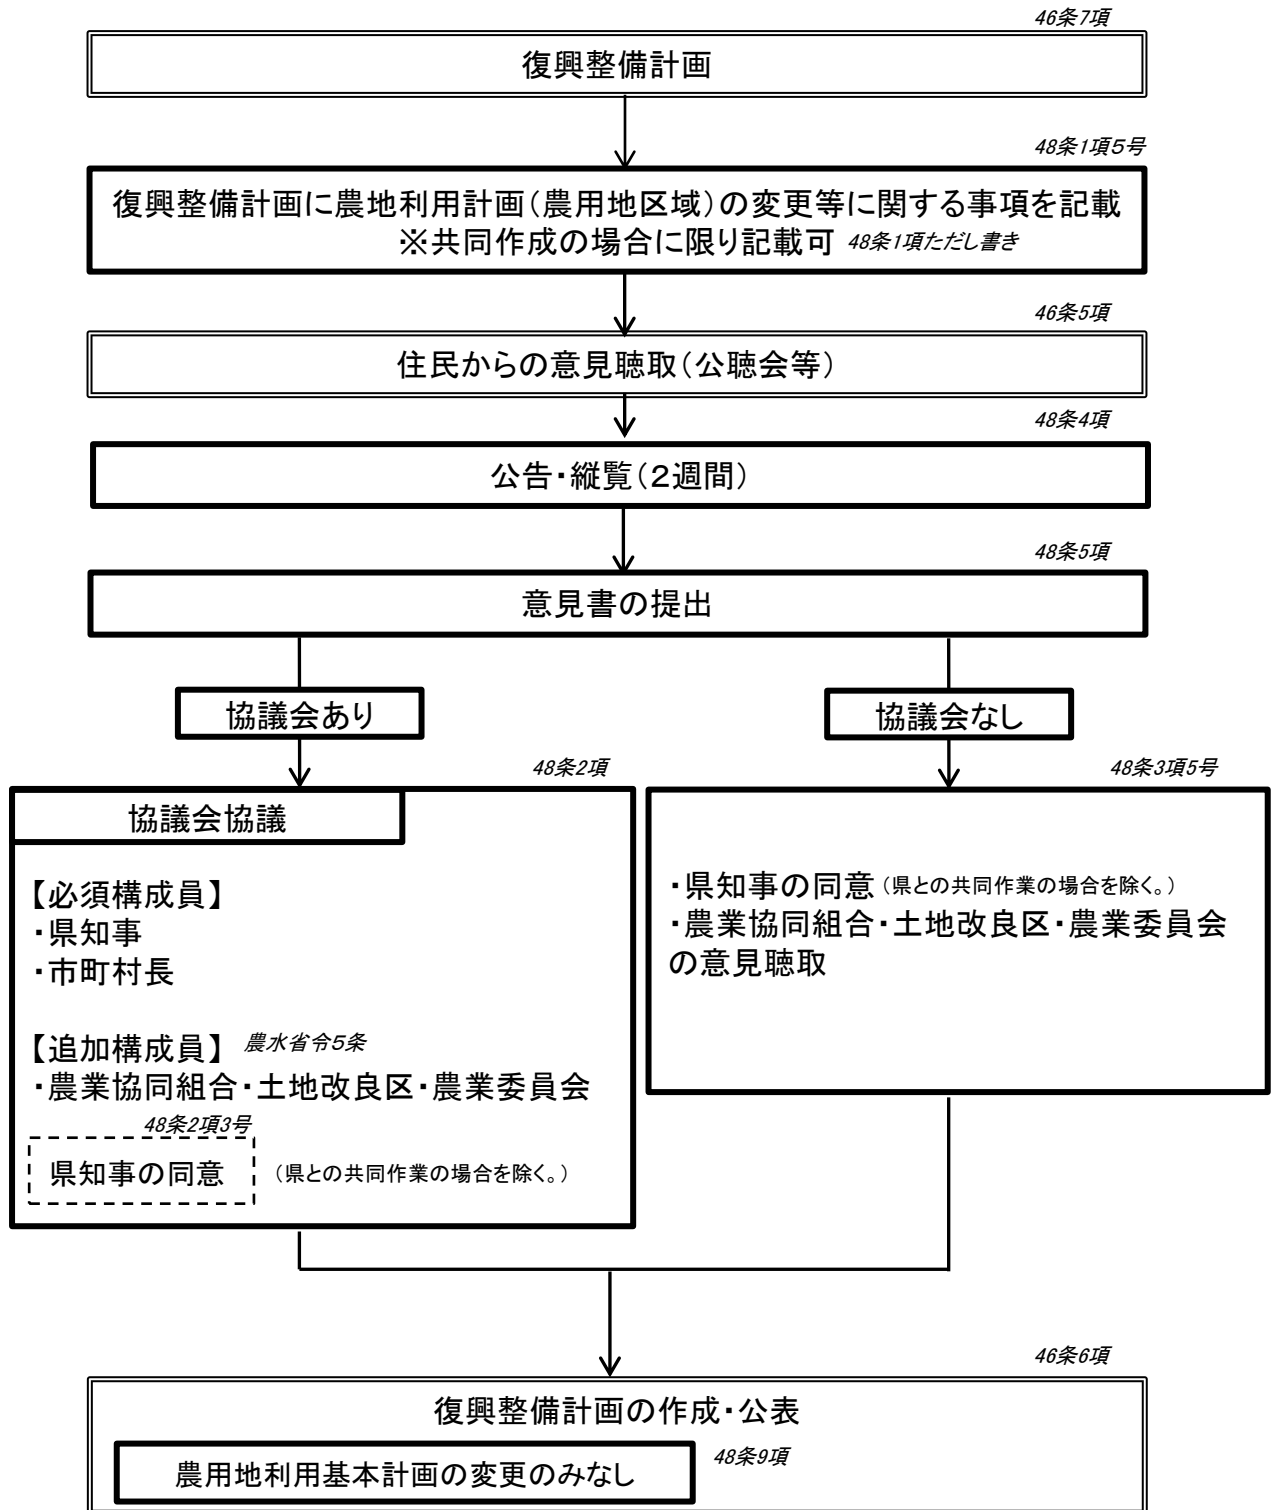 46条7項
復興整備計画
48条1項5号
復興整備計画に農地利用計画(農用地区域)の変更等に関する事項を記載
※共同作成の場合に限り記載可 48条1項ただし書き
46条5項
住民からの意見聴取(公聴会等)
48条4項
公告・縦覧(2週間)
48条5項
意見書の提出
協議会あり
協議会なし
48条2項
協議会協議
【必須構成員】
・県知事
・市町村長
【追加構成員】 農水省令5条
・農業協同組合・土地改良区・農業委員会
48条2項3号
県知事の同意 (県との共同作業の場合を除く。)
48条3項5号
・県知事の同意(県との共同作業の場合を除く。)
・農業協同組合・土地改良区・農業委員会
の意見聴取
46条6項
復興整備計画の作成・公表
農用地利用基本計画の変更のみなし
48条9項